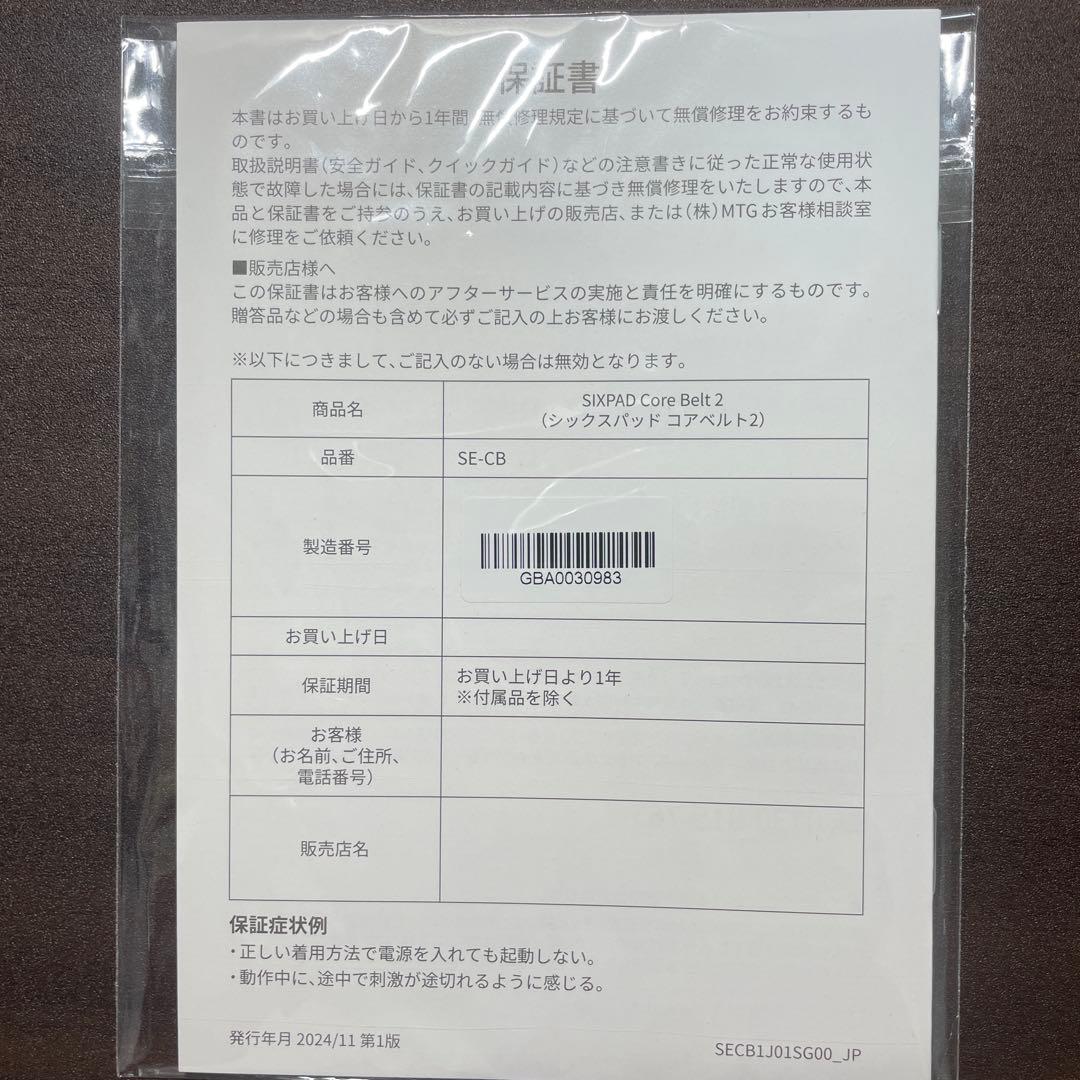 保証書
本書はお買い上げ日から1年間 無償修理規定に基づいて無償修理をお約束するも
のです。
取扱説明書(安全ガイド、クイックガイド)などの注意書きに従った正常な使用状
態で故障した場合には、保証書の記載内容に基づき無償修理をいたしますので、本
品と保証書をご持参のうえ、お買い上げの販売店、または(株)MTGお客様相談室
に修理をご依頼ください。
■販売店様へ
この保証書はお客様へのアフターサービスの実施と責任を明確にするものです。
贈答品などの場合も含めて必ずご記入の上お客様にお渡しください。
※以下につきまして、ご記入のない場合は無効となります。
商品名
SIXPAD Core Belt 2
(シックスパッド コアベルト2)
品番
SE-CB
製造番号
GBA0030983
お買い上げ日
保証期間
お買い上げ日より1年
※付属品を除く
お客様
(お名前、ご住所、
電話番号)
販売店名
保証症状例
・正しい着用方法で電源を入れても起動しない。
・動作中に、途中で刺激が途切れるように感じる。
発行年月 2024/11 第1版
SECB1J01SG00_JP